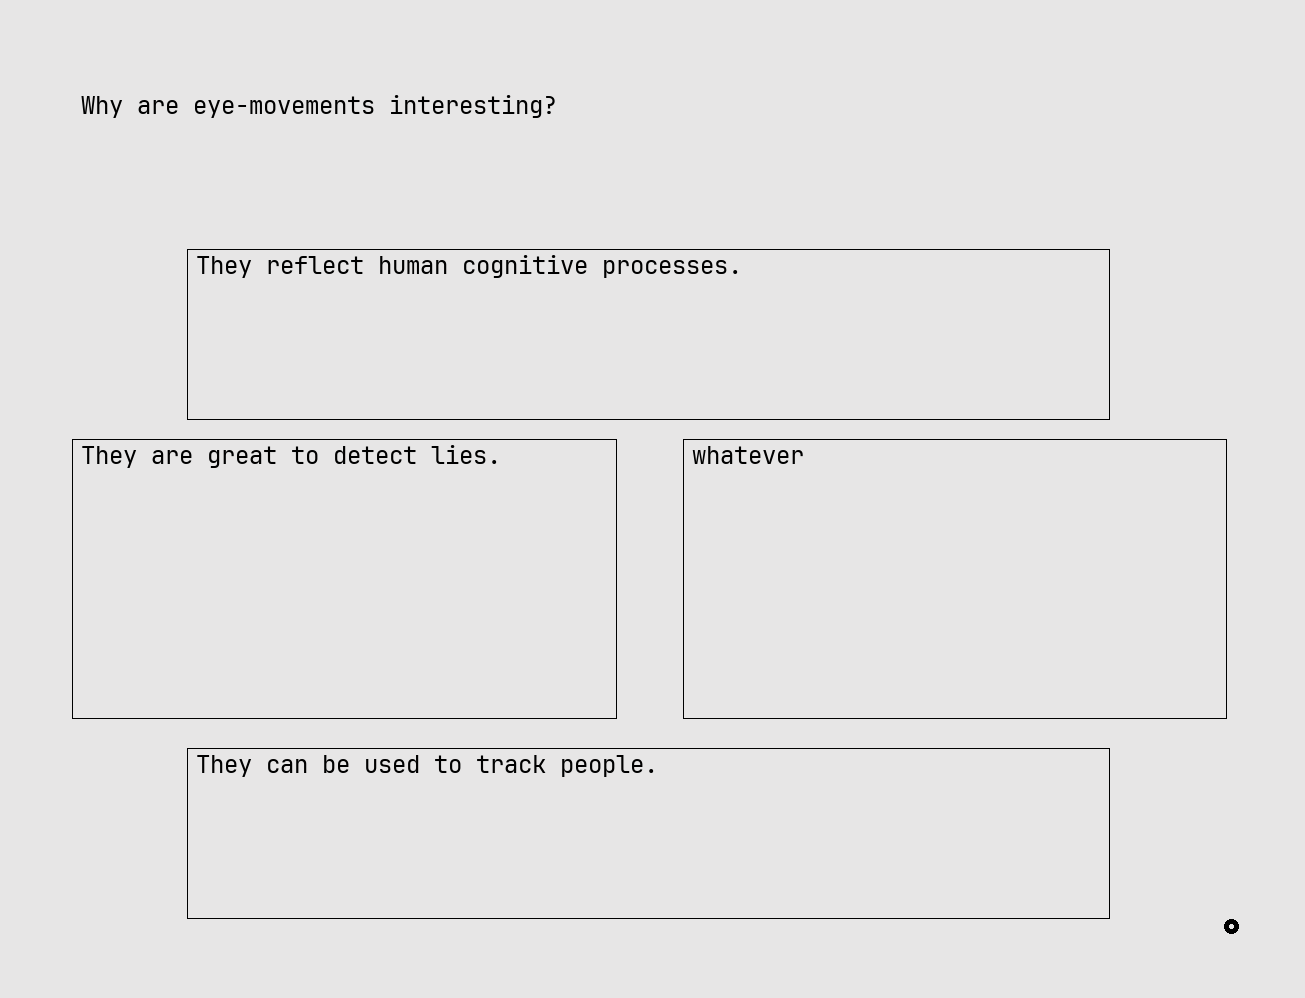 Why are eye-movements interesting?
They reflect human cognitive processes.
They are great to detect lies.
whatever
They can be used to track people.